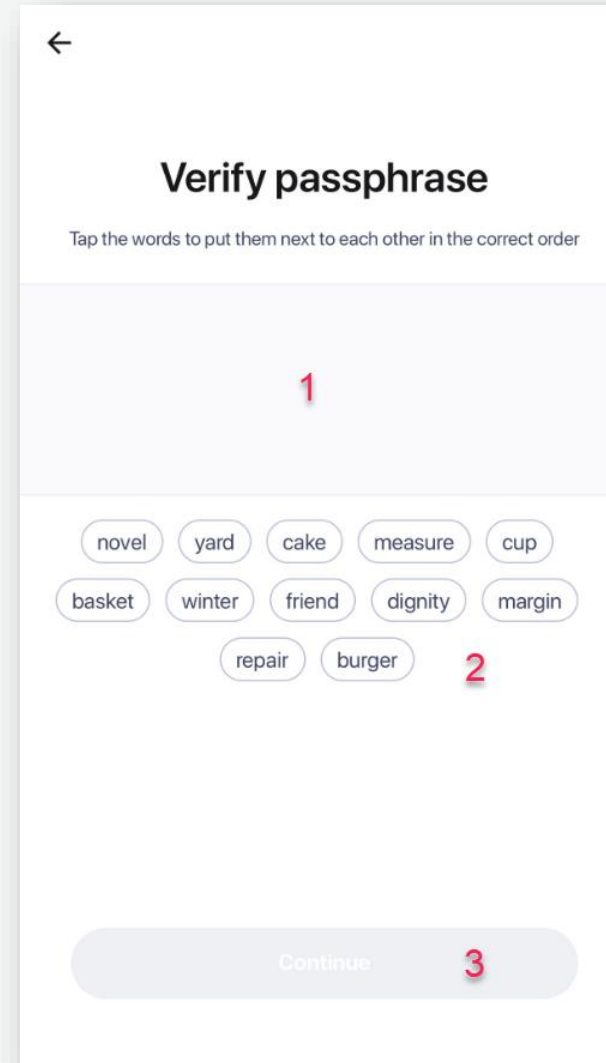 Verify passphrase
Tap the words to put them next to each other in the correct order
1
novel yard cake measure cup
basket winter friend dignity margin
repair burger 2
Continue 3